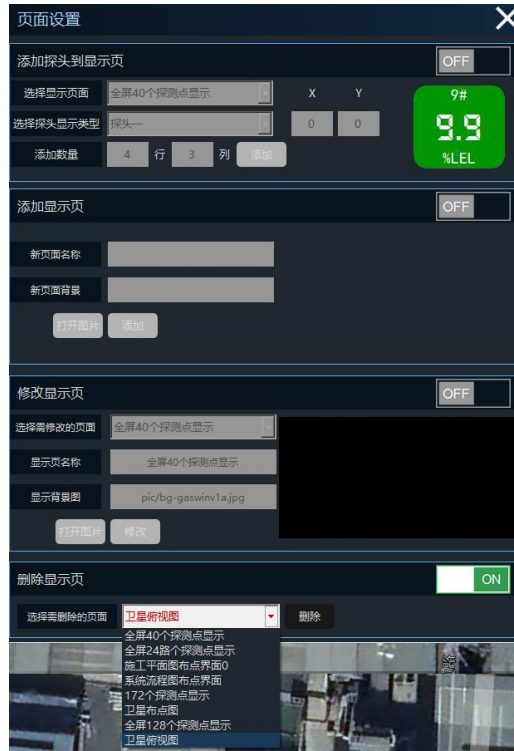 页面设置
添加探头到显示页 OFF
选择显示页面 全屏40个探测点显示 X Y 9#
选择探头显示类型 探头一 0 0 9.9
添加数量 4 行 3 列 添加 %LEL
添加显示页 OFF
新页面名称
新页面背景
打开图片 添加
修改显示页 OFF
选择需修改的页面 全屏40个探测点显示
显示页名称 全屏40个探测点显示
显示背景图 pic/bg-gaswinv1a.jpg
打开图片 修改
删除显示页 ON
选择需删除的页面 卫星俯视图 删除
全屏40个探测点显示
全屏24路个探测点显示
施工平面图布点界面0
系统流程图布点界面
172个探测点显示
卫星布点图
全屏128个探测点显示
卫星俯视图